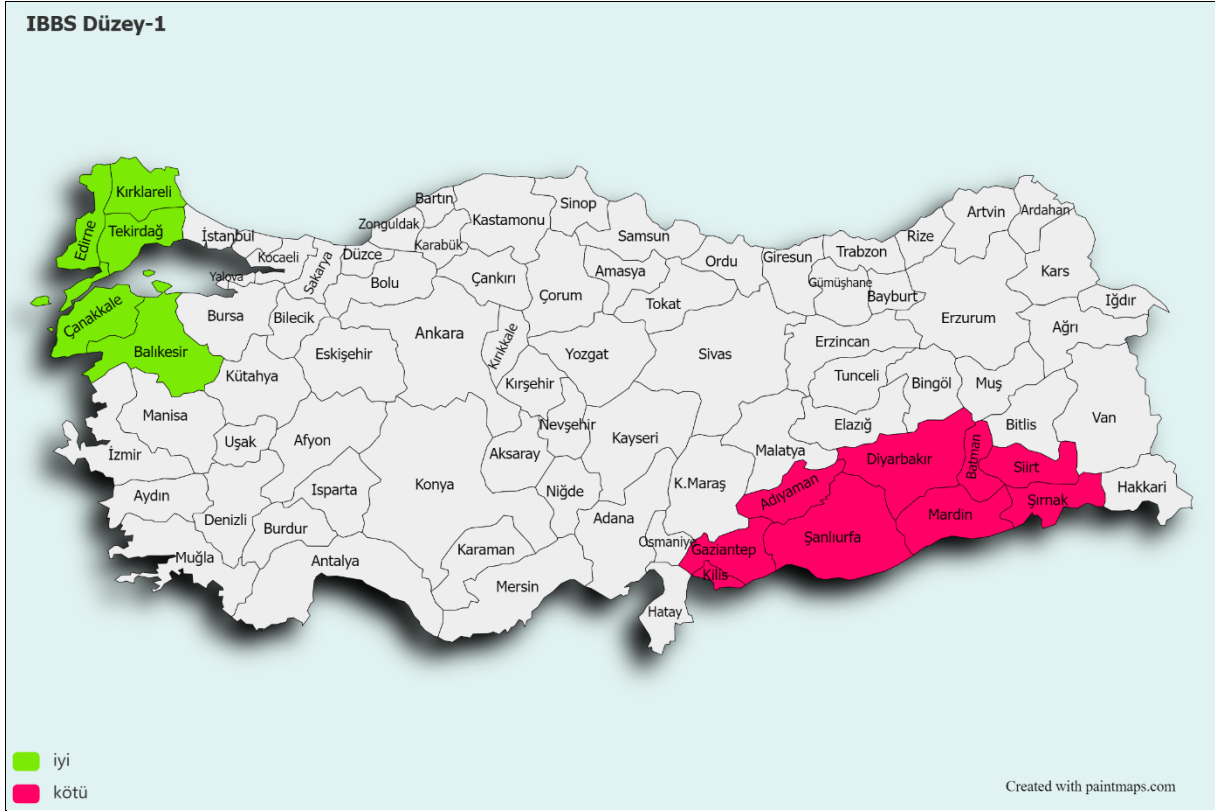 IBBS Düzey-1
Kırklareli
Edirne
Tekirdağ
İstanbul
Kocaeli
Yalova
Sakarya
Düzce
Zonguldak
Bartın
Karabük
Kastamonu
Sinop
Samsun
Ordu
Giresun
Trabzon
Rize
Artvin
Ardahan
Çanakkale
Balıkesir
Bursa
Bilecik
Bolu
Çankırı
Çorum
Amasya
Tokat
Gümüşhane
Bayburt
Erzurum
Kars
Iğdır
Ağrı
Kütahya
Eskişehir
Ankara
Kırıkkale
Kırşehir
Yozgat
Sivas
Erzincan
Tunceli
Bingöl
Muş
Bitlis
Van
Manisa
Uşak
Afyon
Nevşehir
Kayseri
Malatya
Elazığ
İzmir
Aydın
Denizli
Isparta
Burdur
Konya
Aksaray
Niğde
Adana
K.Maraş
Adıyaman
Diyarbakır
Batman
Siirt
Şırnak
Hakkari
Mardin
Şanlıurfa
Muğla
Antalya
Karaman
Mersin
Osmaniye
Gaziantep
Kilis
Hatay
iyi
kötü
Created with paintmaps.com